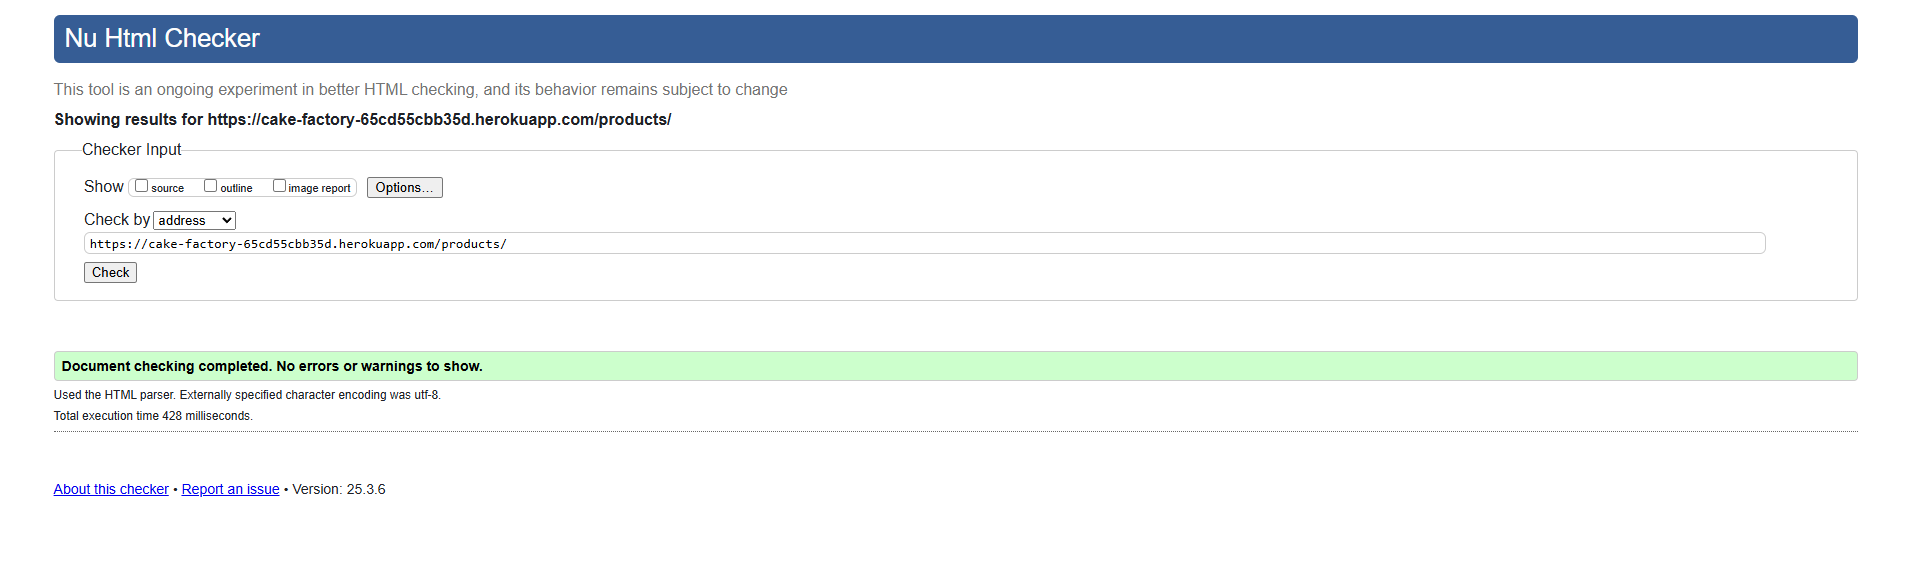 Nu Html Checker
This tool is an ongoing experiment in better HTML checking, and its behavior remains subject to change
Showing results for https://cake-factory-65cd55cbb35d.herokuapp.com/products/
Checker Input
Show source outline image report Options...
Check by address
https://cake-factory-65cd55cbb35d.herokuapp.com/products/
Check
Document checking completed. No errors or warnings to show.
Used the HTML parser. Externally specified character encoding was utf-8.
Total execution time 428 milliseconds.
About this checker • Report an issue • Version: 25.3.6